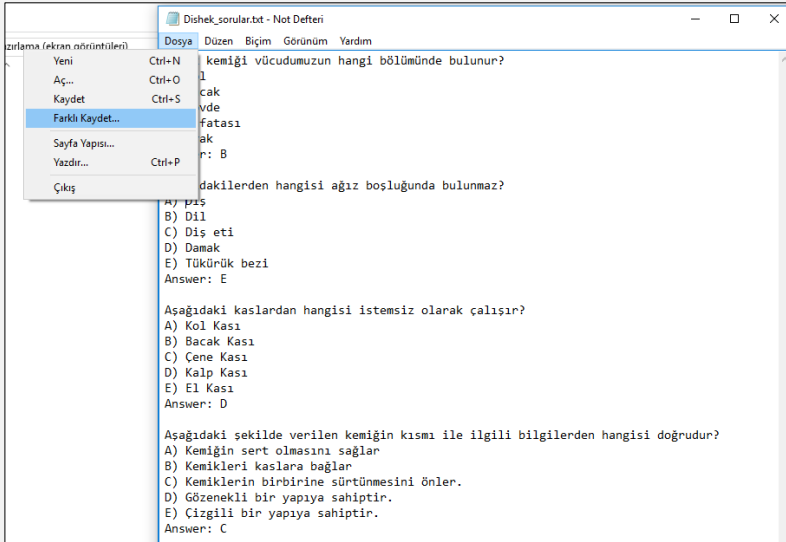 Dishek_sorular.txt - Not Defteri
Dosya Düzen Biçim Görünüm Yardım
(ekran görüntüleri)
Yeni Ctrl+N
Aç... Ctrl+O
Kaydet Ctrl+S
Farklı Kaydet...
Sayfa Yapısı...
Yazdır... Ctrl+P
Çıkış
kemiği vücudumuzun hangi bölümünde bulunur?
B
hangisi ağız boşluğunda bulunmaz?
A) Diş
B) Dil
C) Diş eti
D) Damak
E) Tükürük bezi
Answer: E
Aşağıdaki kaslardan hangisi istemsiz olarak çalışır?
A) Kol Kası
B) Bacak Kası
C) Çene Kası
D) Kalp Kası
E) El Kası
Answer: D
Aşağıdaki şekilde verilen kemiğin kısmı ile ilgili bilgilerden hangisi doğrudur?
A) Kemiğin sert olmasını sağlar
B) Kemikleri kaslara bağlar
C) Kemiklerin birbirine sürtünmesini önler.
D) Gözenekli bir yapıya sahiptir.
E) Çizgili bir yapıya sahiptir.
Answer: C